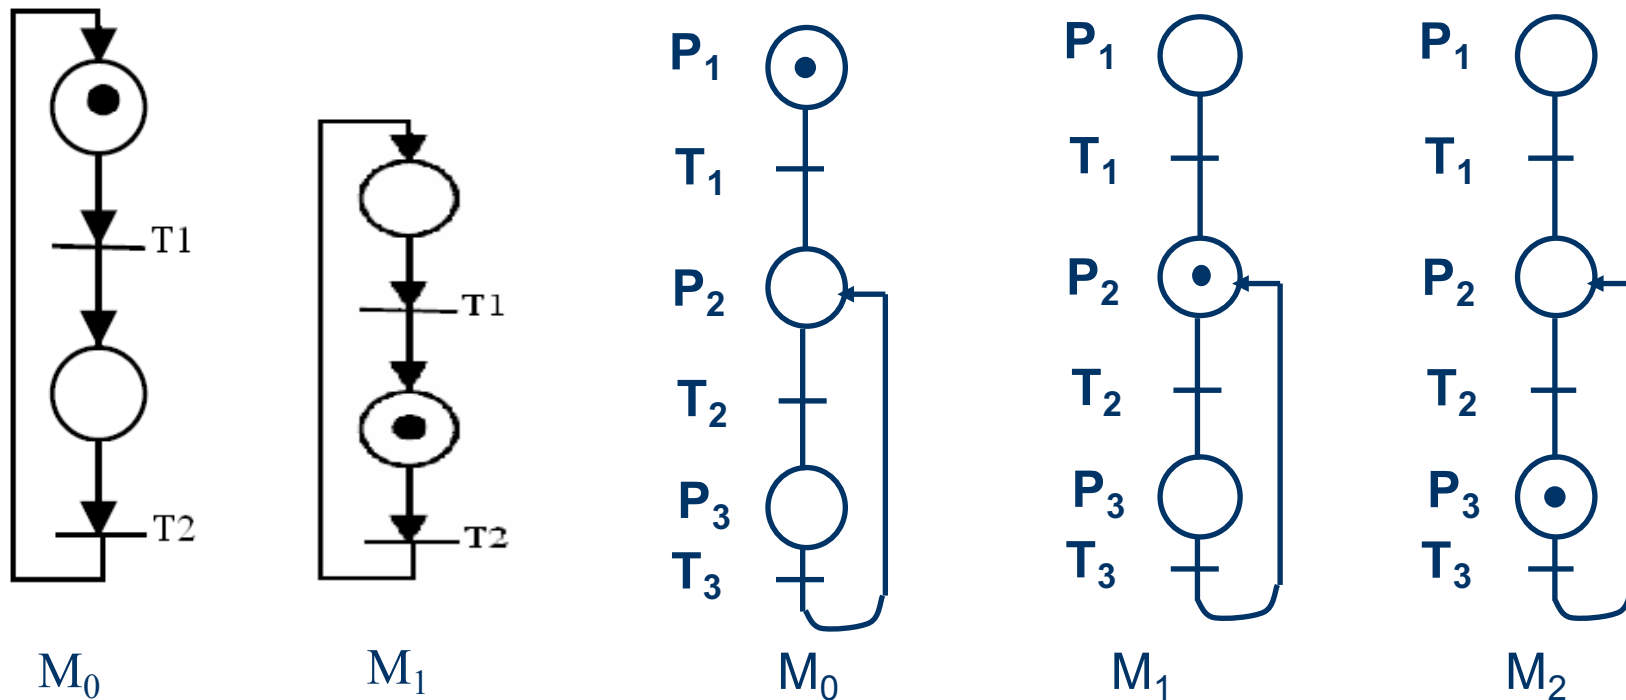 T1
T2
M₀
T1
T2
M₁
P₁
T₁
P₂
T₂
P₃
T₃
M₀
P₁
T₁
P₂
T₂
P₃
T₃
M₁
P₁
T₁
P₂
T₂
P₃
T₃
M₂